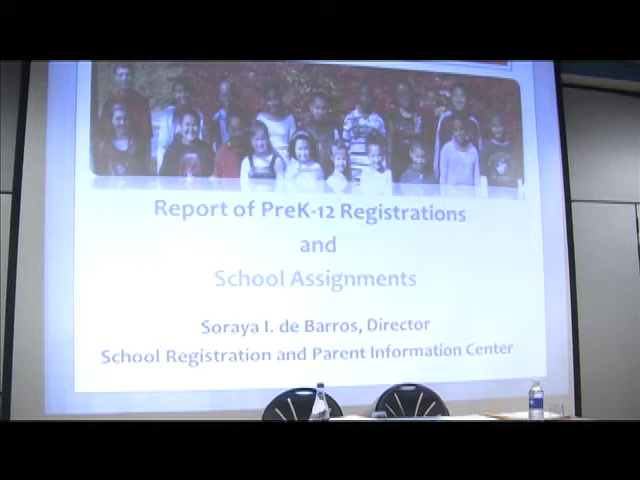 Report of PreK-12 Registrations
and
School Assignments
Soraya I. de Barros, Director
School Registration and Parent Information Center